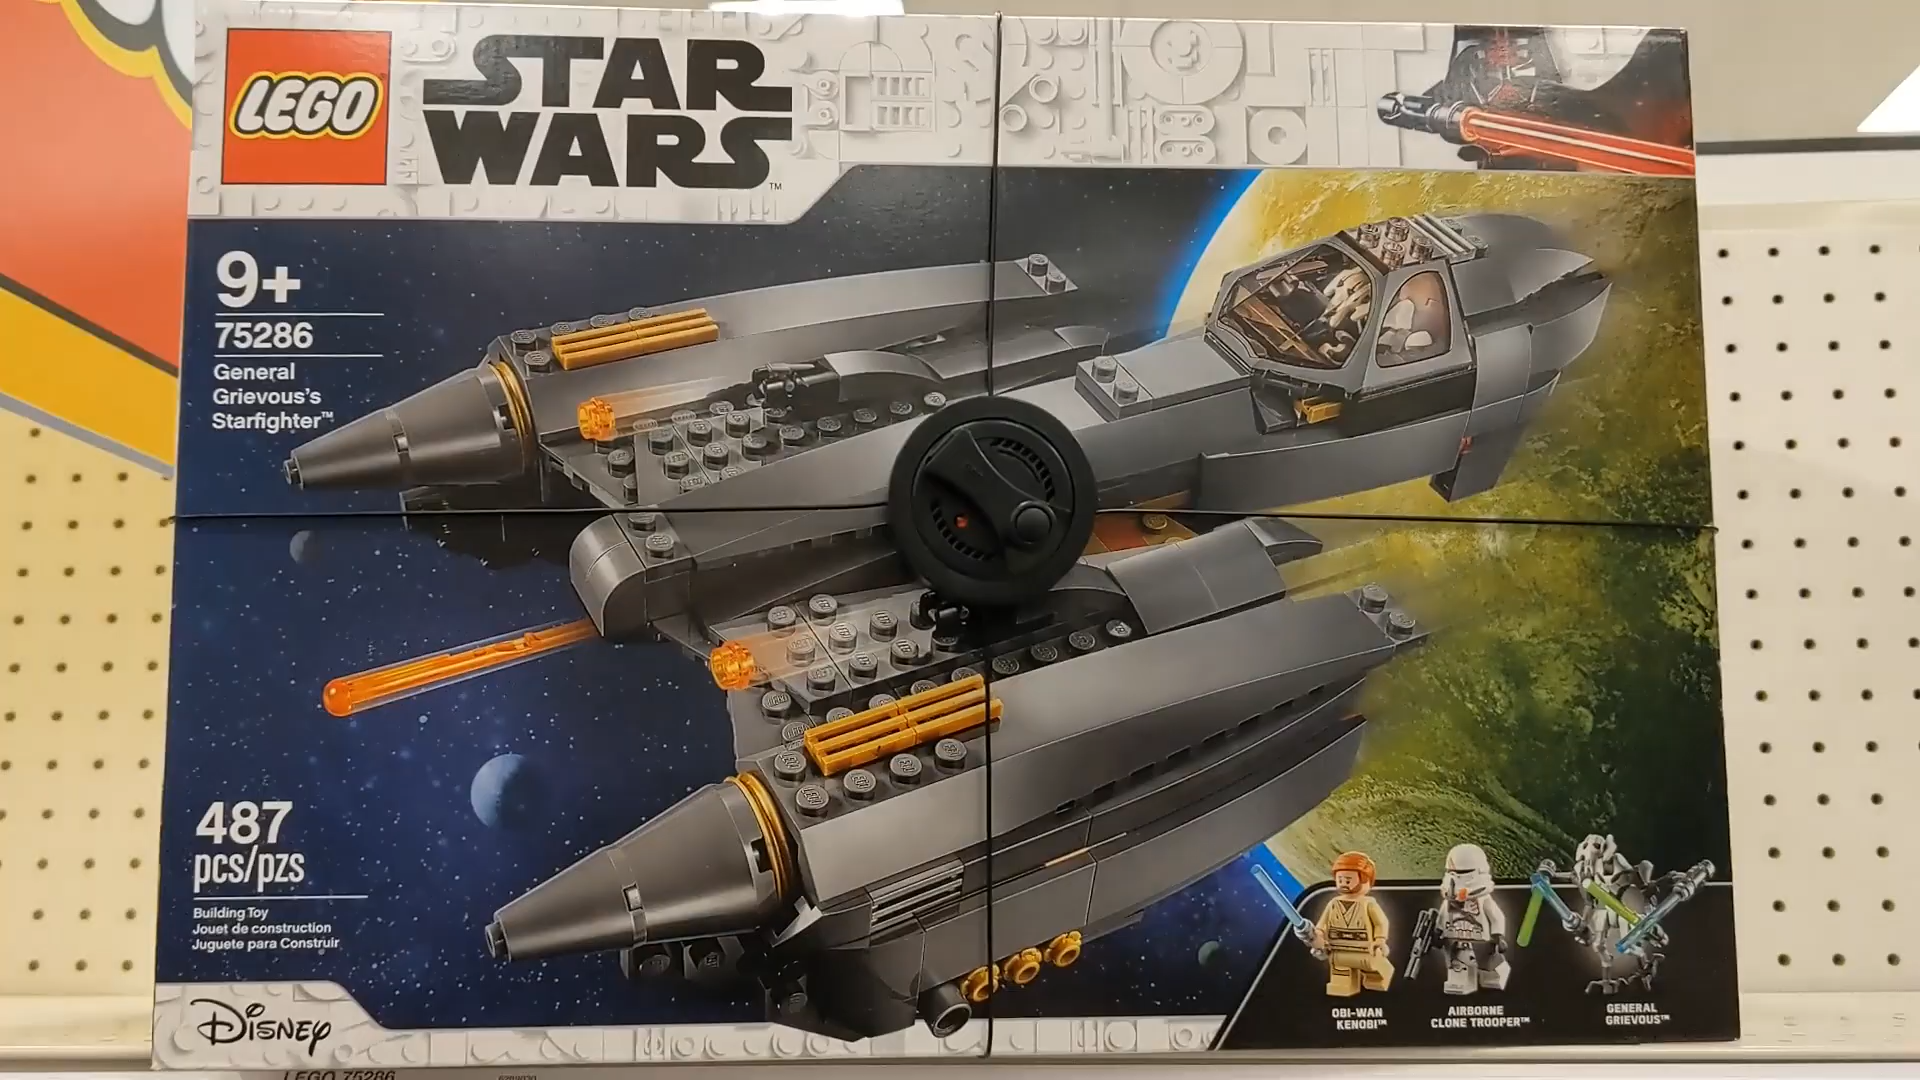 LEGO
STAR
WARS
™
9+
75286
General
Grievous's
Starfighter™
487
pcs/pzs
Building Toy
Jouet de construction
Juguete para Construir
Disney
OBI-WAN
KENOBI™
AIRBORNE
CLONE TROOPER™
GENERAL
GRIEVOUS™
LEGO 75286